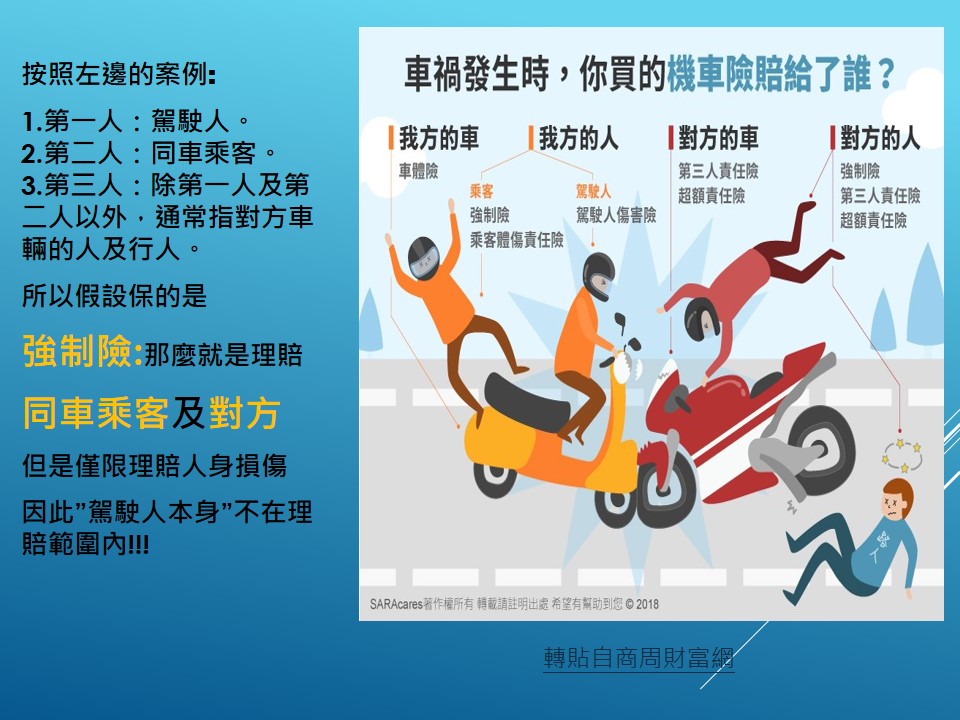 按照左邊的案例:
1.第一人：駕駛人。
2.第二人：同車乘客。
3.第三人：除第一人及第
二人以外，通常指對方車
輛的人及行人。
所以假設保的是
強制險:那麼就是理賠
同車乘客及對方
但是僅限理賠人身損傷
因此”駕駛人本身”不在理
賠範圍內!!!
車禍發生時，你買的機車險賠給了誰？
我方的車
車體險
我方的人
乘客
強制險
乘客體傷責任險
駕駛人
駕駛人傷害險
對方的車
第三人責任險
超額責任險
對方的人
強制險
第三人責任險
超額責任險
路人
SARAcares著作權所有 轉載請註明出處 希望有幫助到您 © 2018
轉貼自商周財富網